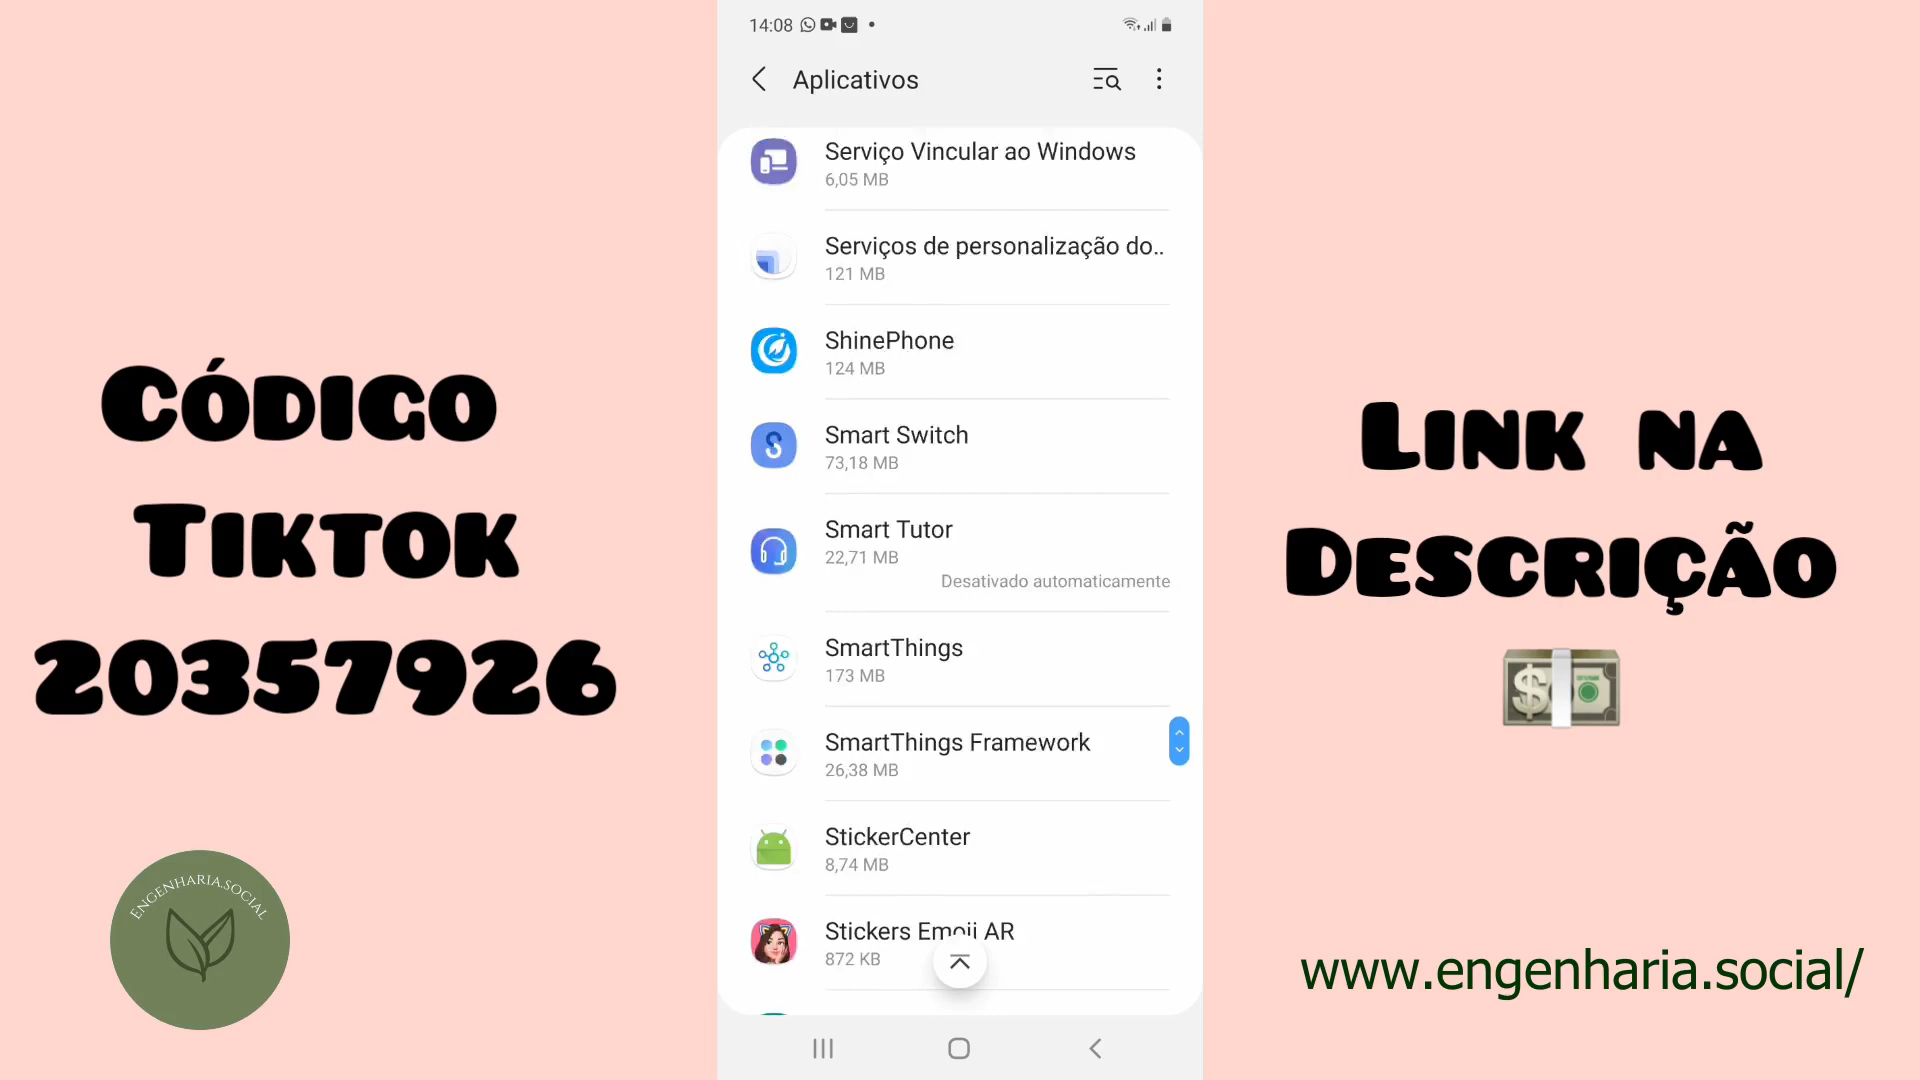 14:08
Aplicativos
Serviço Vincular ao Windows
6,05 MB
Serviços de personalização do..
121 MB
ShinePhone
124 MB
Smart Switch
73,18 MB
Smart Tutor
22,71 MB
Desativado automaticamente
SmartThings
173 MB
SmartThings Framework
26,38 MB
StickerCenter
8,74 MB
Stickers Emoji AR
872 KB
Código
Tiktok
20357926
ENGENHARIA.SOCIAL
Link na
Descrição
www.engenharia.social/